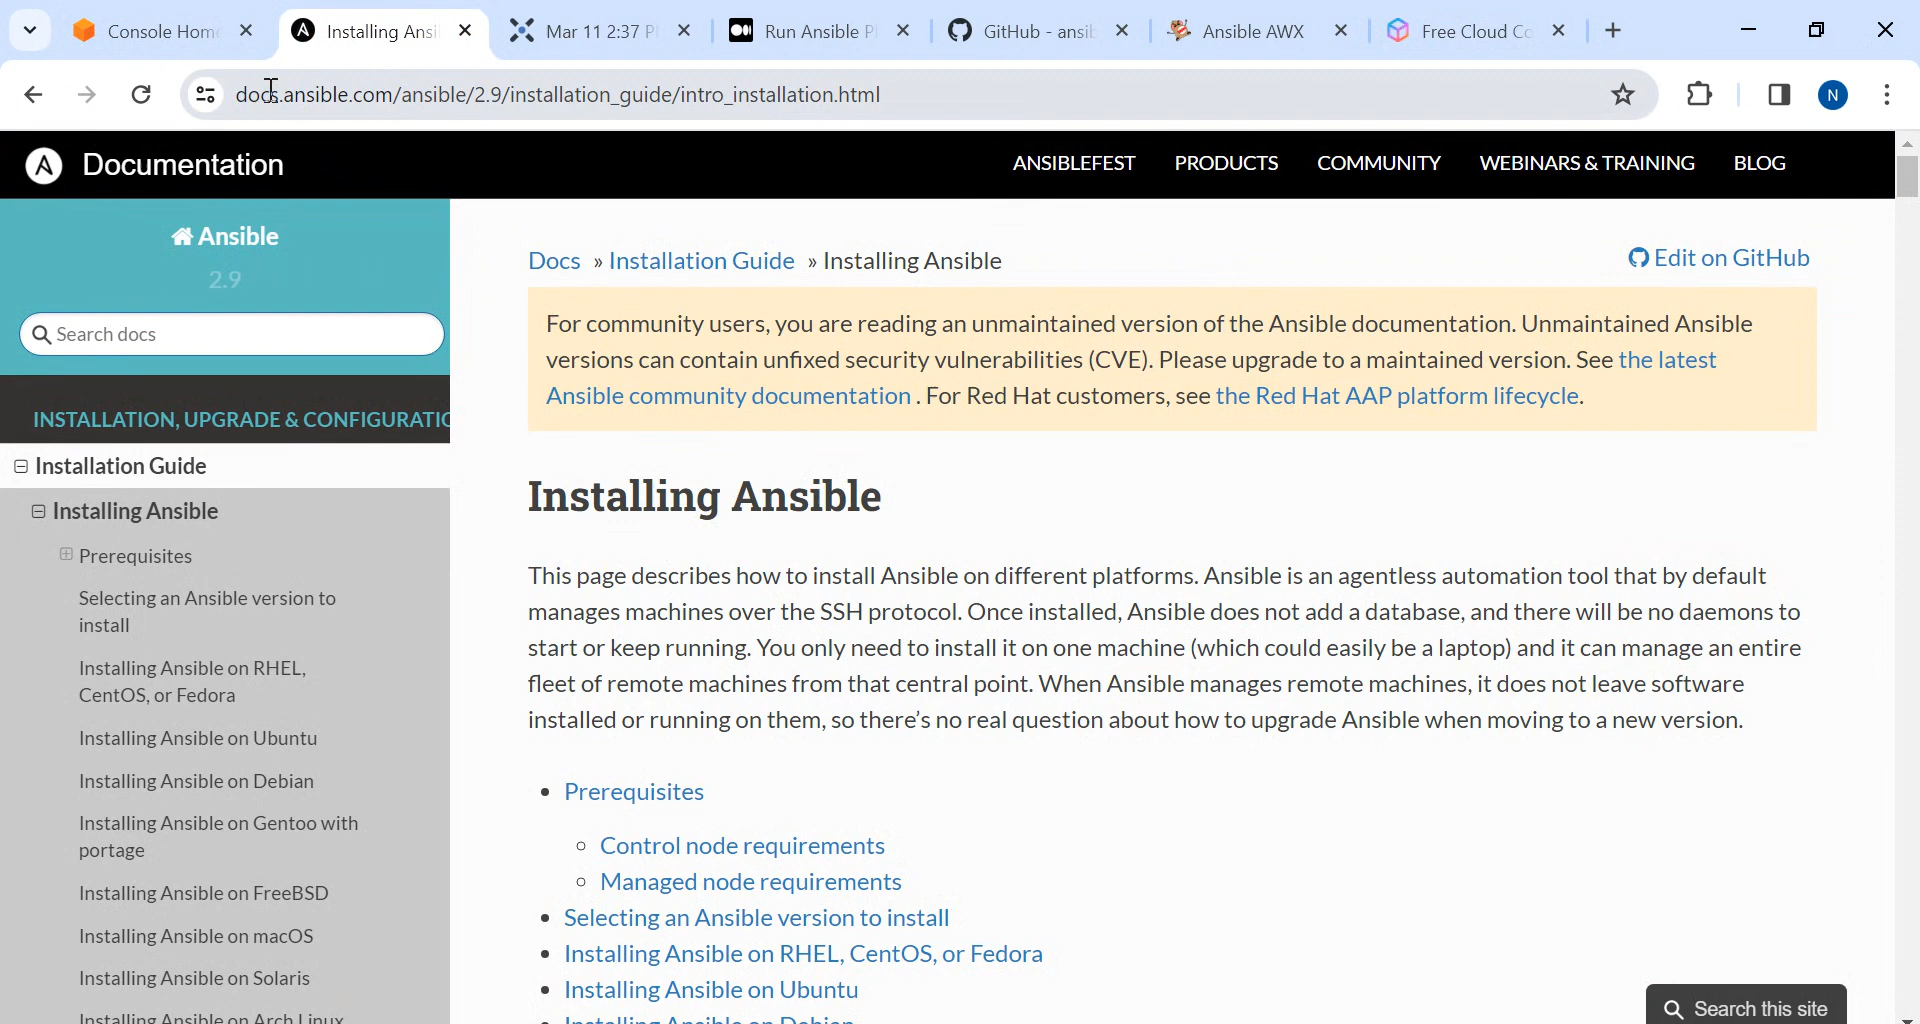 Console Hom
Installing Ansi
Mar 11 2:37 P
Run Ansible Pl
GitHub - ansib
Ansible AWX
Free Cloud Co
docs.ansible.com/ansible/2.9/installation_guide/intro_installation.html
N
A Documentation
ANSIBLEFEST PRODUCTS COMMUNITY WEBINARS & TRAINING BLOG
Ansible
2.9
Search docs
INSTALLATION, UPGRADE & CONFIGURATIO
Installation Guide
Installing Ansible
Prerequisites
Selecting an Ansible version to
install
Installing Ansible on RHEL,
CentOS, or Fedora
Installing Ansible on Ubuntu
Installing Ansible on Debian
Installing Ansible on Gentoo with
portage
Installing Ansible on FreeBSD
Installing Ansible on macOS
Installing Ansible on Solaris
Installing Ansible on Arch Linux
Docs » Installation Guide » Installing Ansible
Edit on GitHub
For community users, you are reading an unmaintained version of the Ansible documentation. Unmaintained Ansible
versions can contain unfixed security vulnerabilities (CVE). Please upgrade to a maintained version. See the latest
Ansible community documentation . For Red Hat customers, see the Red Hat AAP platform lifecycle.
Installing Ansible
This page describes how to install Ansible on different platforms. Ansible is an agentless automation tool that by default
manages machines over the SSH protocol. Once installed, Ansible does not add a database, and there will be no daemons to
start or keep running. You only need to install it on one machine (which could easily be a laptop) and it can manage an entire
fleet of remote machines from that central point. When Ansible manages remote machines, it does not leave software
installed or running on them, so there’s no real question about how to upgrade Ansible when moving to a new version.
• Prerequisites
◦ Control node requirements
◦ Managed node requirements
• Selecting an Ansible version to install
• Installing Ansible on RHEL, CentOS, or Fedora
• Installing Ansible on Ubuntu
• Installing Ansible on Debian
Search this site